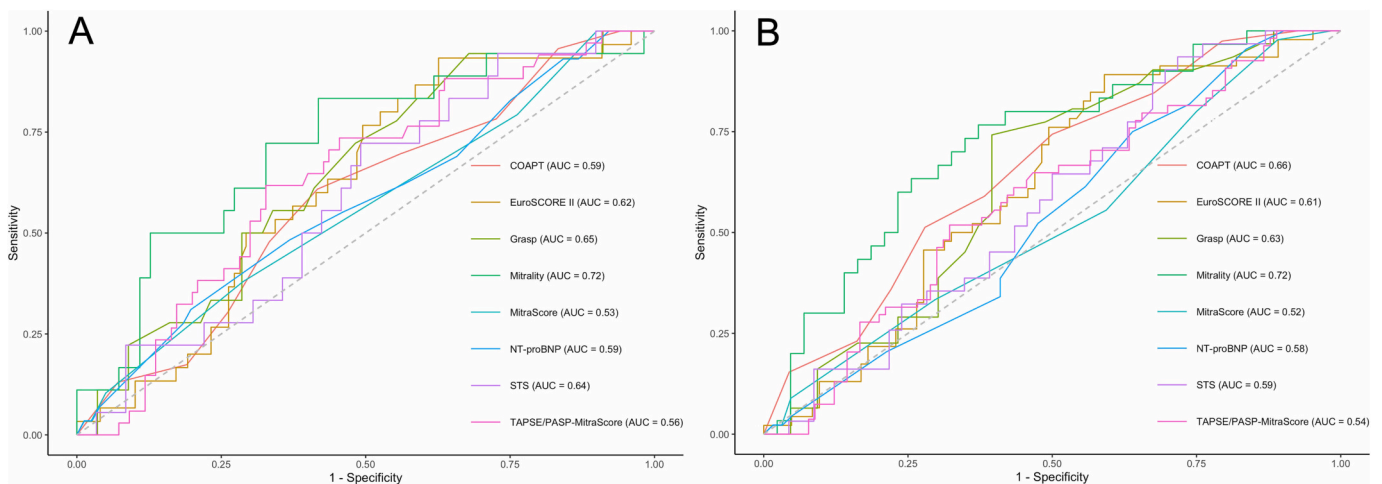 A
1.00
0.75
0.50
0.25
0.00
Sensitivity
COAPT (AUC = 0.59)
EuroSCORE II (AUC = 0.62)
Grasp (AUC = 0.65)
Mitrality (AUC = 0.72)
MitraScore (AUC = 0.53)
NT-proBNP (AUC = 0.59)
STS (AUC = 0.64)
TAPSE/PASP-MitraScore (AUC = 0.56)
0.00 0.25 0.50 0.75 1.00
1 - Specificity
B
1.00
0.75
0.50
0.25
0.00
Sensitivity
COAPT (AUC = 0.66)
EuroSCORE II (AUC = 0.61)
Grasp (AUC = 0.63)
Mitrality (AUC = 0.72)
MitraScore (AUC = 0.52)
NT-proBNP (AUC = 0.58)
STS (AUC = 0.59)
TAPSE/PASP-MitraScore (AUC = 0.54)
0.00 0.25 0.50 0.75 1.00
1 - Specificity